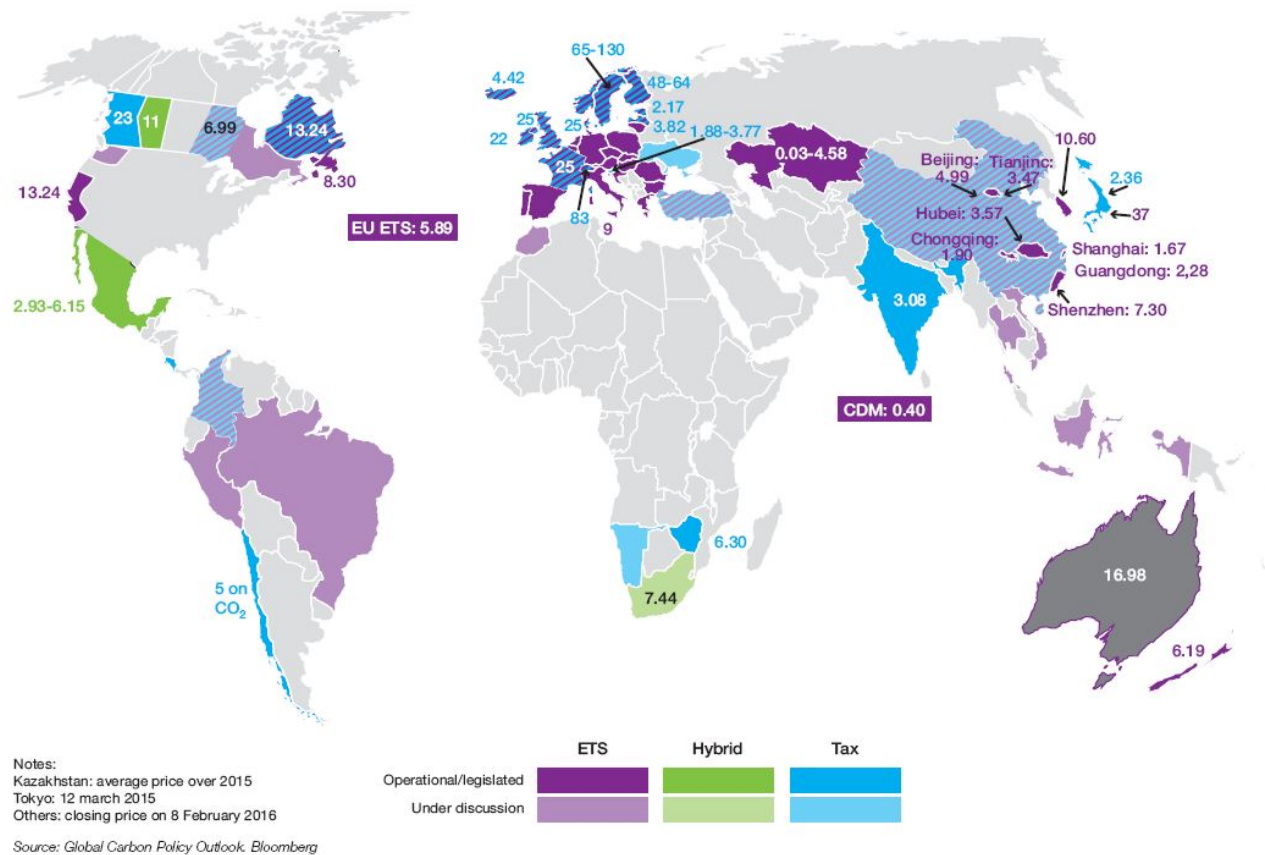 65-130
4.42
48-64
23
11
6.99
13.24
25
25
2.17
22
3.82
1.88-3.77
25
0.03-4.58
10.60
Beijing:
4.99
Tianjinc:
3.47
2.36
8.30
13.24
EU ETS: 5.89
83
9
Hubei: 3.57
37
Chongqing:
1.90
Shanghai: 1.67
Guangdong: 2,28
Shenzhen: 7.30
2.93-6.15
3.08
CDM: 0.40
6.30
5 on
CO₂
7.44
16.98
6.19
ETS Hybrid Tax
Operational/legislated
Under discussion
Notes:
Kazakhstan: average price over 2015
Tokyo: 12 march 2015
Others: closing price on 8 February 2016
Source: Global Carbon Policy Outlook. Bloomberg